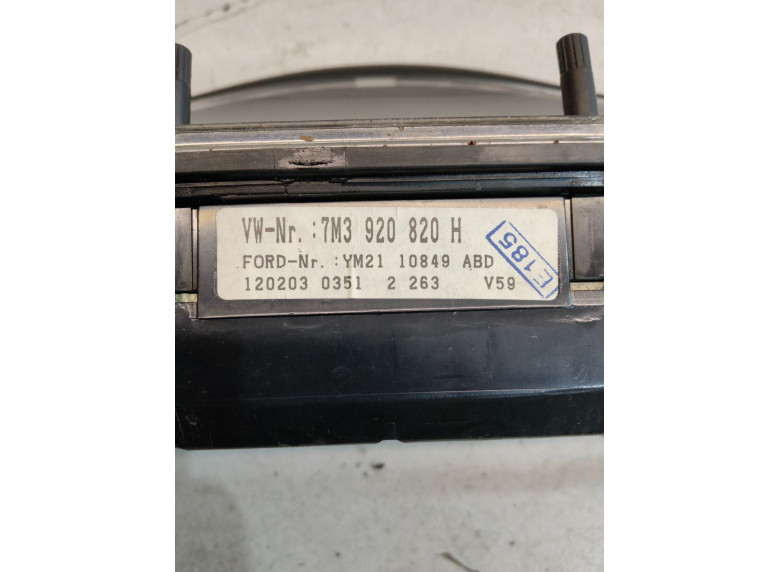 VW-Nr. :7M3 920 820 H
FORD-Nr. :YM21 10849 ABD
120203 0351 2 263 V59
E185